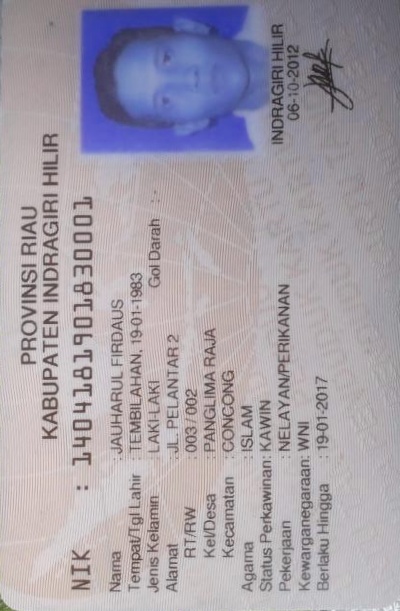 PROVINSI RIAU
KABUPATEN INDRAGIRI HILIR
NIK : 1404181901830001
Nama : JAUHARUL FIRDAUS
Tempat/Tgl Lahir : TEMBILAHAN, 19-01-1983
Jenis Kelamin : LAKI-LAKI Gol Darah : -
Alamat : JL. PELANTAR 2
RT/RW : 003 /002
Kel/Desa : PANGLIMA RAJA
Kecamatan : CONCONG
Agama : ISLAM
Status Perkawinan: KAWIN
Pekerjaan : NELAYAN/PERIKANAN
Kewarganegaraan: WNI
Berlaku Hingga : 19-01-2017
INDRAGIRI HILIR
06-10-2012